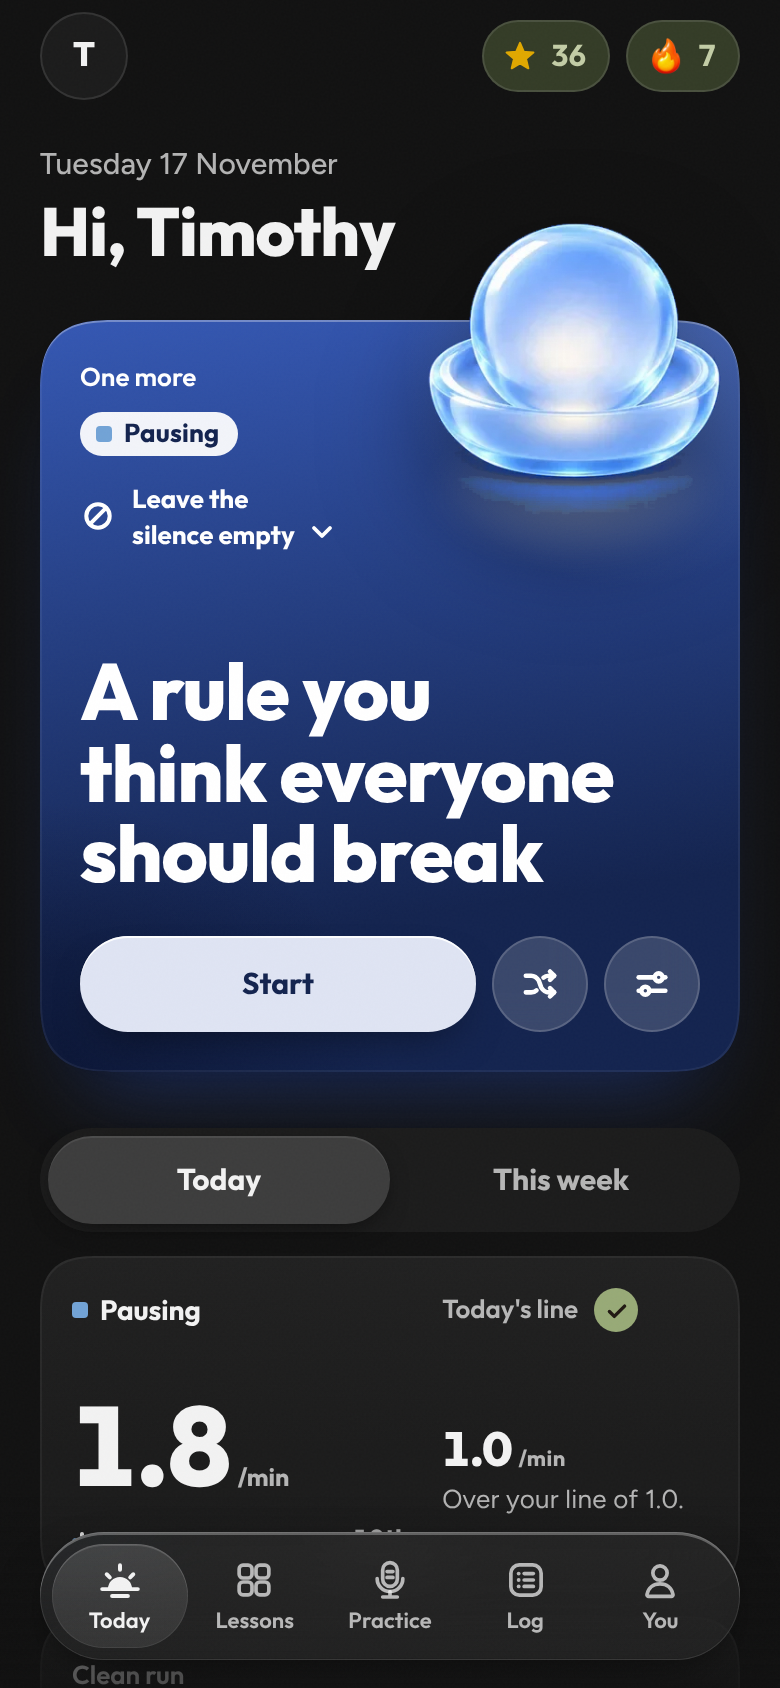 T
36
7
Tuesday 17 November
Hi, Timothy
One more
Pausing
Leave the
silence empty
A rule you
think everyone
should break
Start
Today
This week
Pausing
Today's line
1.8 /min
1.0 /min
Over your line of 1.0.
Today
Lessons
Practice
Log
You
Clean run